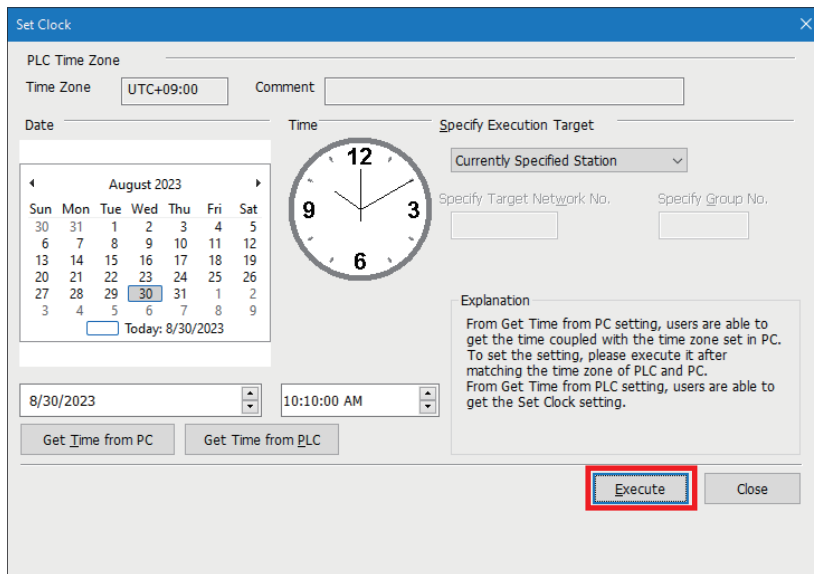 Set Clock
PLC Time Zone
Time Zone UTC+09:00 Comment
Date
August 2023
Sun Mon Tue Wed Thu Fri Sat
30 31 1 2 3 4 5
6 7 8 9 10 11 12
13 14 15 16 17 18 19
20 21 22 23 24 25 26
27 28 29 30 31 1 2
3 4 5 6 7 8 9
Today: 8/30/2023
8/30/2023
Time
12
9 3
6
10:10:00 AM
Get Time from PC Get Time from PLC
Specify Execution Target
Currently Specified Station
Specify Target Network No. Specify Group No.
Explanation
From Get Time from PC setting, users are able to
get the time coupled with the time zone set in PC.
To set the setting, please execute it after
matching the time zone of PLC and PC.
From Get Time from PLC setting, users are able to
get the Set Clock setting.
Execute Close